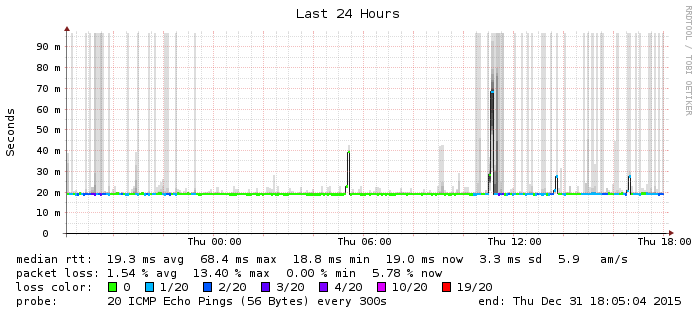 Last 24 Hours
RRDTOOL / TOBI OETIKER
Seconds
90 m
80 m
70 m
60 m
50 m
40 m
30 m
20 m
10 m
0
Thu 00:00 Thu 06:00 Thu 12:00 Thu 18:00
median rtt: 19.3 ms avg 68.4 ms max 18.8 ms min 19.0 ms now 3.3 ms sd 5.9 am/s
packet loss: 1.54 % avg 13.40 % max 0.00 % min 5.78 % now
loss color: 0 1/20 2/20 3/20 4/20 10/20 19/20
probe: 20 ICMP Echo Pings (56 Bytes) every 300s end: Thu Dec 31 18:05:04 2015